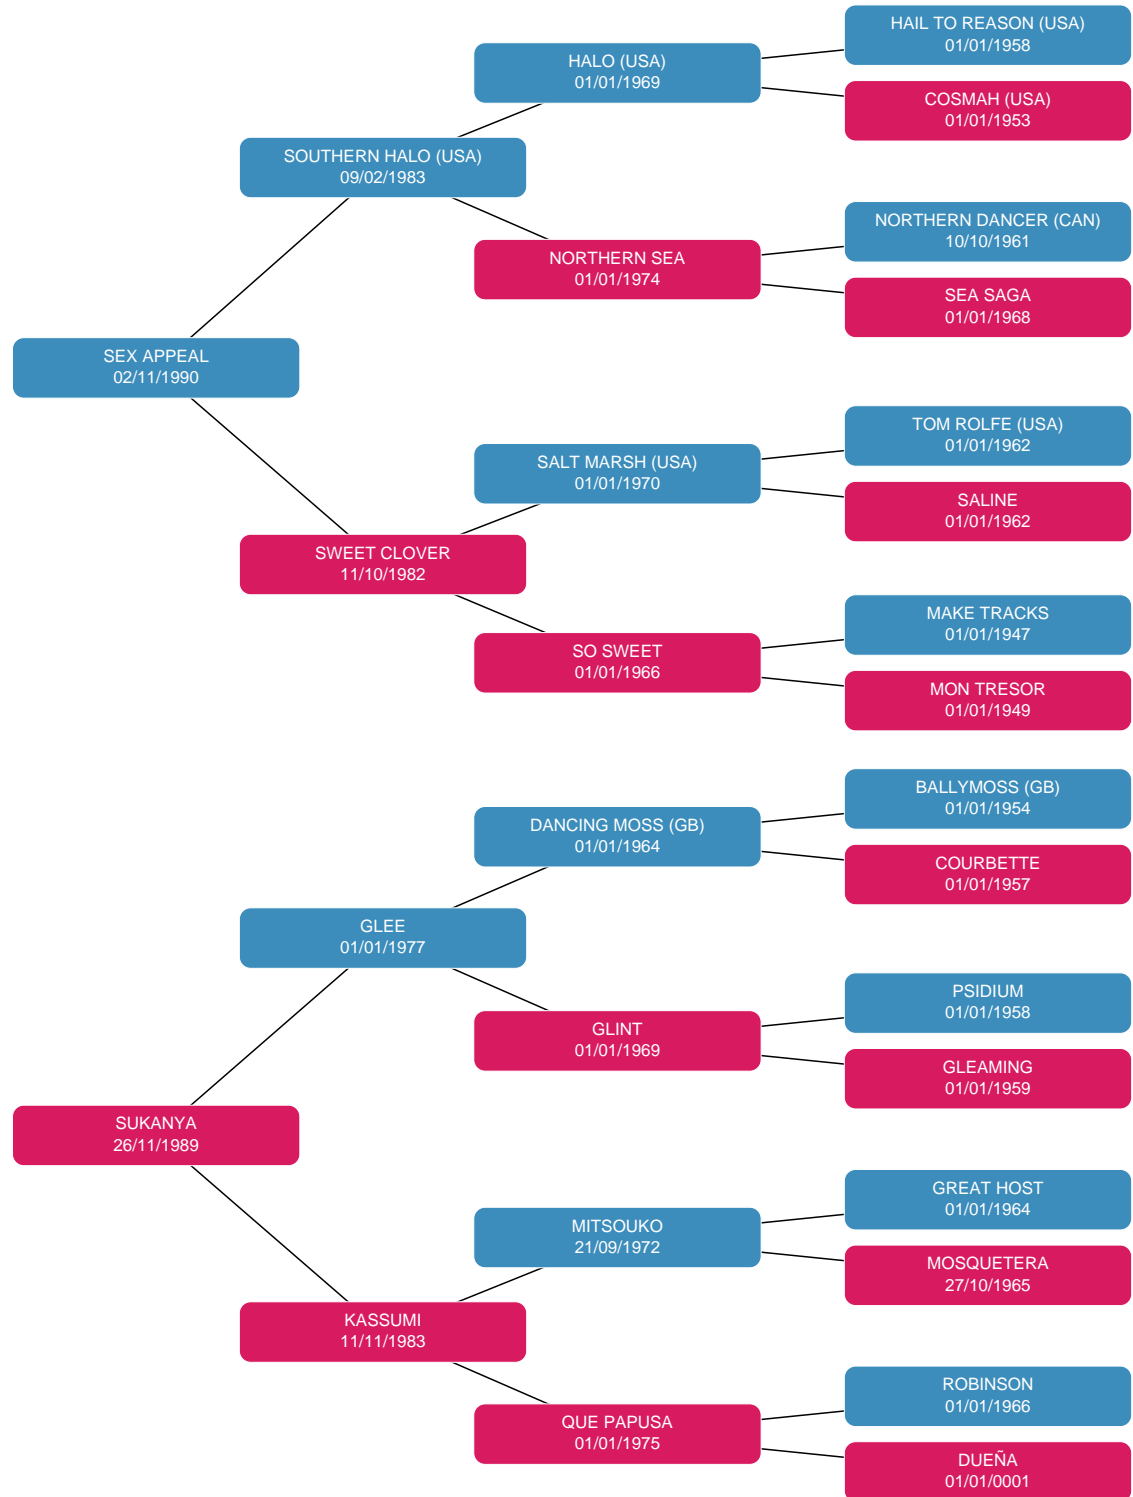 HAIL TO REASON (USA)
01/01/1958
HALO (USA)
01/01/1969
COSMAH (USA)
01/01/1953
SOUTHERN HALO (USA)
09/02/1983
NORTHERN DANCER (CAN)
10/10/1961
NORTHERN SEA
01/01/1974
SEA SAGA
01/01/1968
SEX APPEAL
02/11/1990
TOM ROLFE (USA)
01/01/1962
SALT MARSH (USA)
01/01/1970
SALINE
01/01/1962
SWEET CLOVER
11/10/1982
MAKE TRACKS
01/01/1947
SO SWEET
01/01/1966
MON TRESOR
01/01/1949
BALLYMOSS (GB)
01/01/1954
DANCING MOSS (GB)
01/01/1964
COURBETTE
01/01/1957
GLEE
01/01/1977
PSIDIUM
01/01/1958
GLINT
01/01/1969
GLEAMING
01/01/1959
SUKANYA
26/11/1989
GREAT HOST
01/01/1964
MITSOUKO
21/09/1972
MOSQUETERA
27/10/1965
KASSUMI
11/11/1983
ROBINSON
01/01/1966
QUE PAPUSA
01/01/1975
DUEÑA
01/01/0001